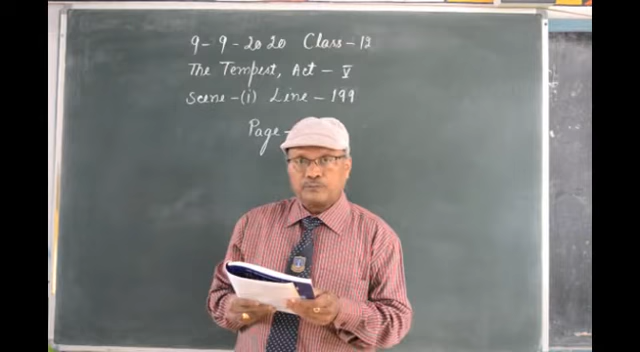 9-9-2020 Class-12
The Tempest, Act-V
Scene-(i) Line-199
Page-